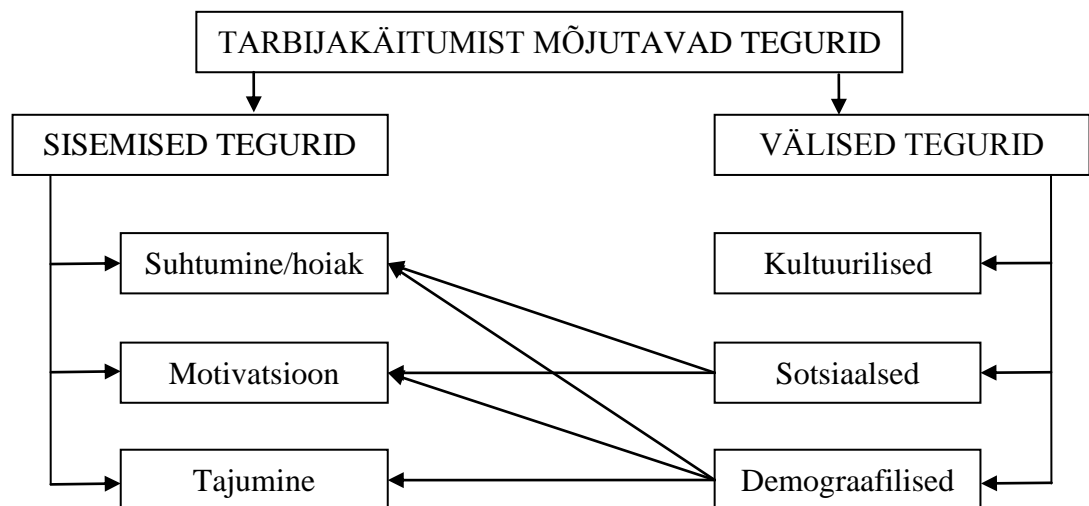 TARBIJAKÄITUMIST MÕJUTAVAD TEGURID
SISEMISED TEGURID
VÄLISED TEGURID
Suhtumine/hoiak
Kultuurilised
Motivatsioon
Sotsiaalsed
Tajumine
Demograafilised